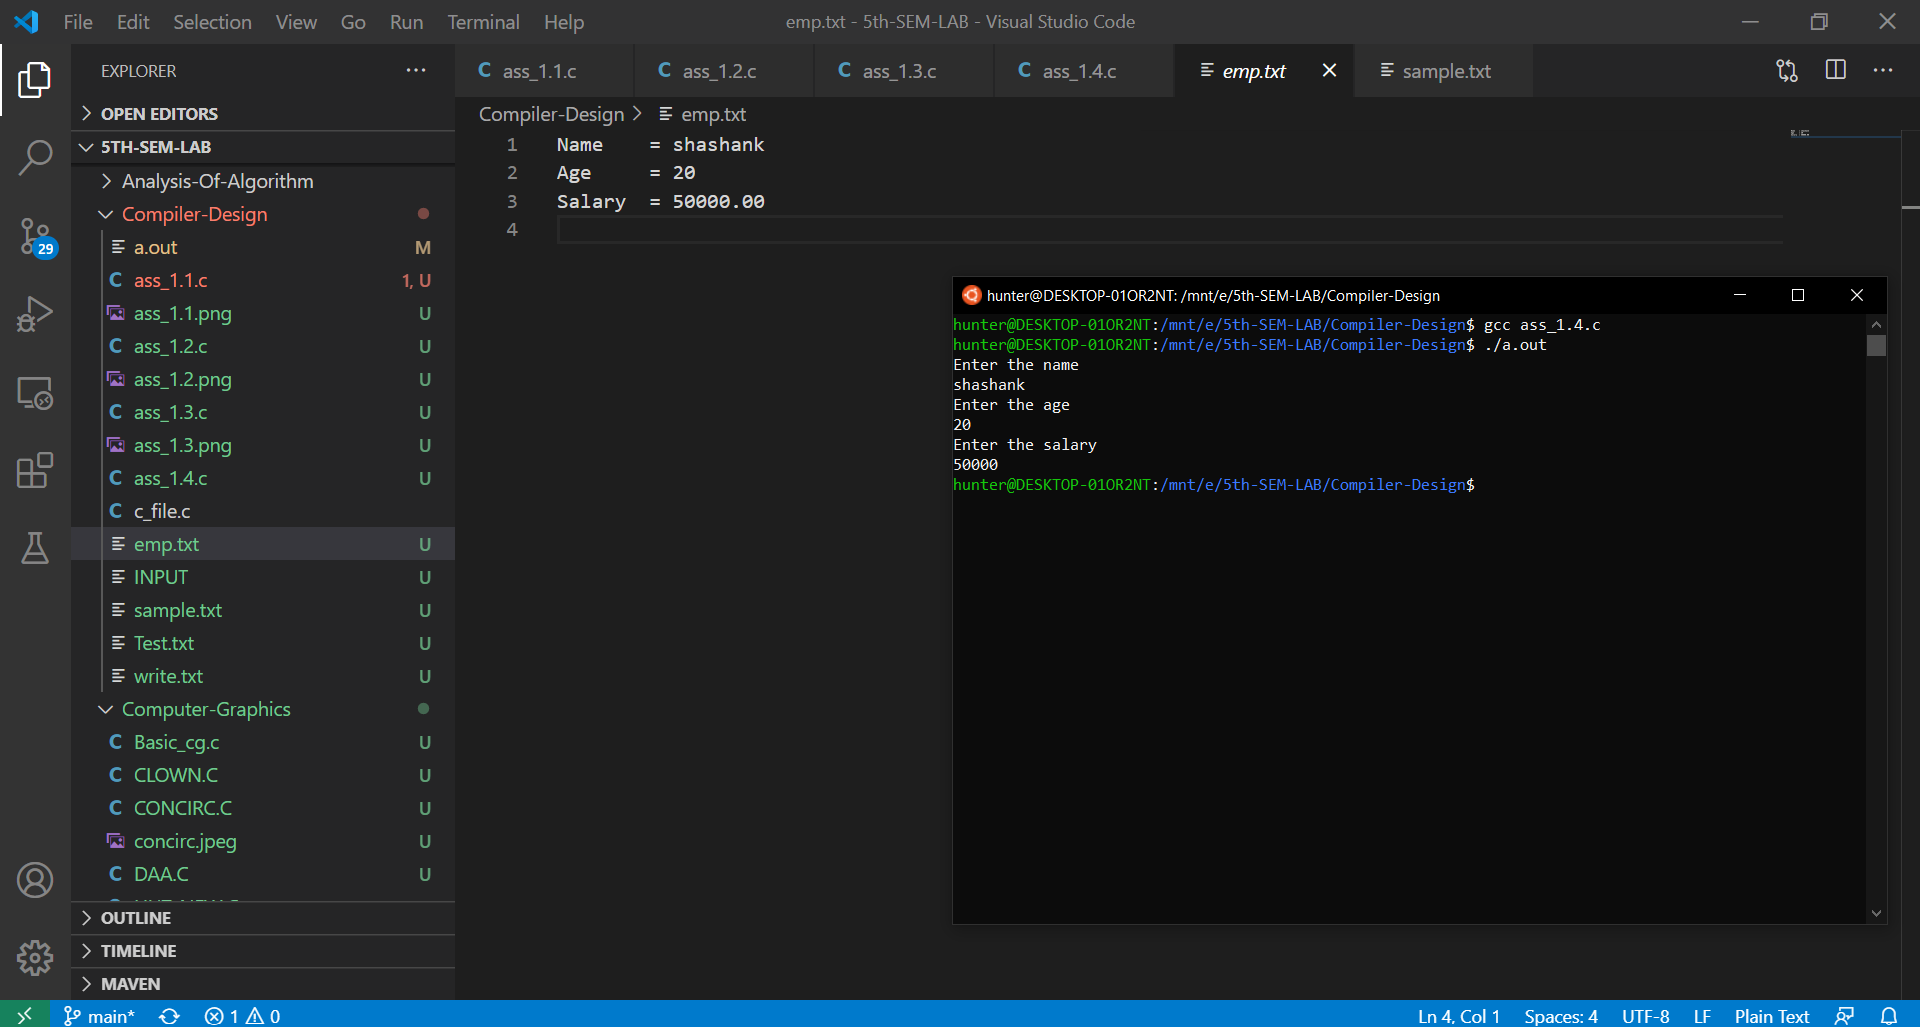 File Edit Selection View Go Run Terminal Help
emp.txt - 5th-SEM-LAB - Visual Studio Code
EXPLORER
OPEN EDITORS
5TH-SEM-LAB
Analysis-Of-Algorithm
Compiler-Design
a.out M
ass_1.1.c 1, U
ass_1.1.png U
ass_1.2.c U
ass_1.2.png U
ass_1.3.c U
ass_1.3.png U
ass_1.4.c U
c_file.c
emp.txt U
INPUT U
sample.txt U
Test.txt U
write.txt U
Computer-Graphics
Basic_cg.c U
CLOWN.C U
CONCIRC.C U
concirc.jpeg U
DAA.C U
OUTLINE
TIMELINE
MAVEN
29
ass_1.1.c ass_1.2.c ass_1.3.c ass_1.4.c emp.txt sample.txt
Compiler-Design > emp.txt
1 Name    = shashank
2 Age     = 20
3 Salary  = 50000.00
4
hunter@DESKTOP-01OR2NT: /mnt/e/5th-SEM-LAB/Compiler-Design
hunter@DESKTOP-01OR2NT:/mnt/e/5th-SEM-LAB/Compiler-Design$ gcc ass_1.4.c
hunter@DESKTOP-01OR2NT:/mnt/e/5th-SEM-LAB/Compiler-Design$ ./a.out
Enter the name
shashank
Enter the age
20
Enter the salary
50000
hunter@DESKTOP-01OR2NT:/mnt/e/5th-SEM-LAB/Compiler-Design$
main* 1 0
Ln 4, Col 1 Spaces: 4 UTF-8 LF Plain Text